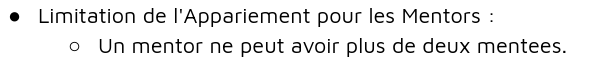 ● Limitation de l'Appariement pour les Mentors :
○ Un mentor ne peut avoir plus de deux mentees.